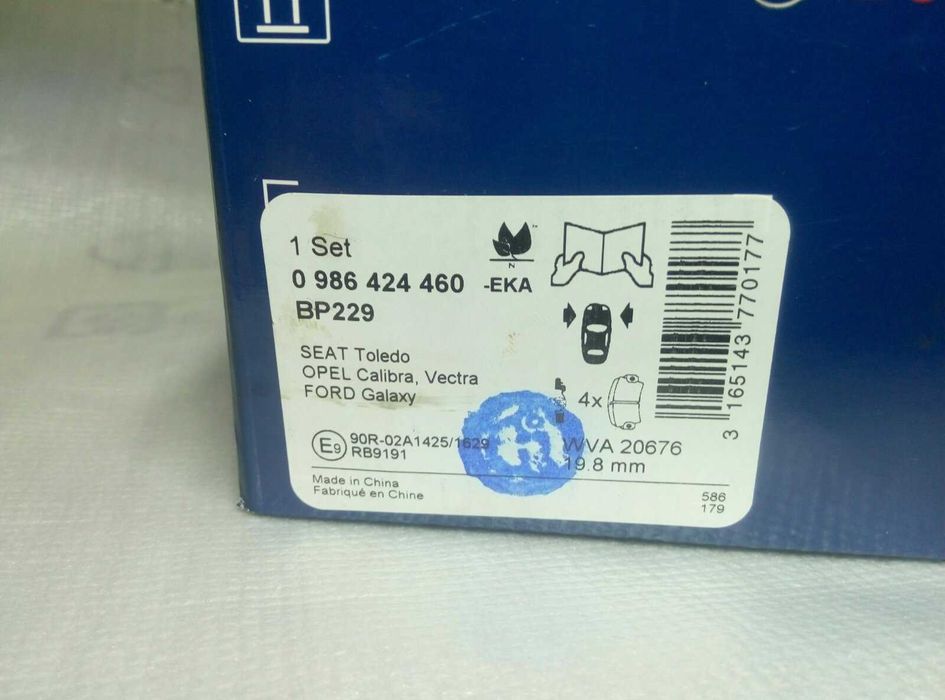 1 Set
0 986 424 460 -EKA
BP229
SEAT Toledo
OPEL Calibra, Vectra
FORD Galaxy
4x
E9 90R-02A1425/1629
RB9191
WVA 20676
19.8 mm
Made in China
Fabriqué en Chine
586
179
3 165143 770177
N